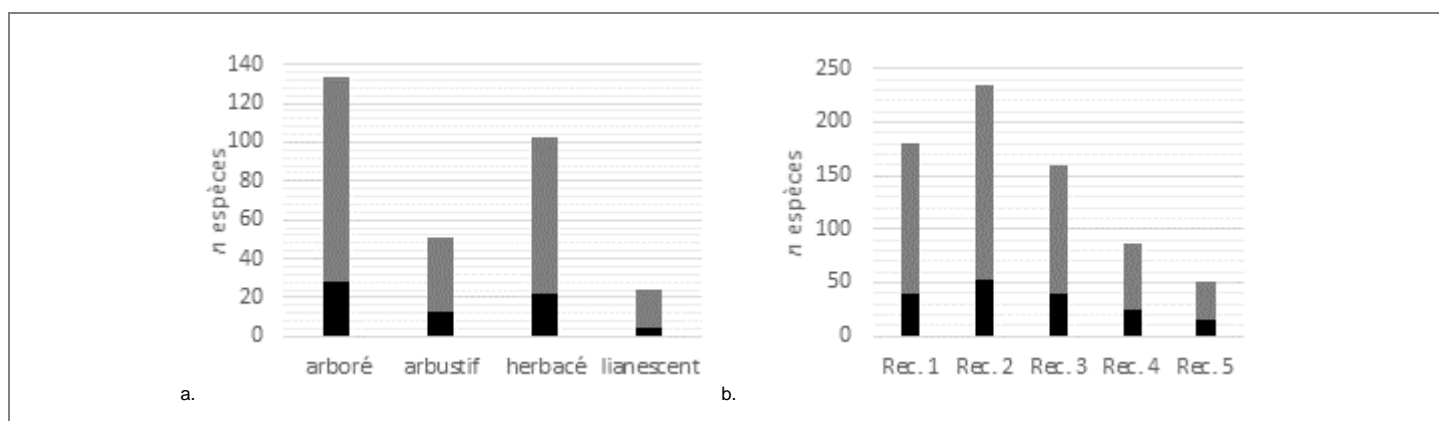 n espèces
140
120
100
80
60
40
20
0
arboré arbustif herbacé lianescent
a.
n espèces
250
200
150
100
50
0
Rec. 1 Rec. 2 Rec. 3 Rec. 4 Rec. 5
b.